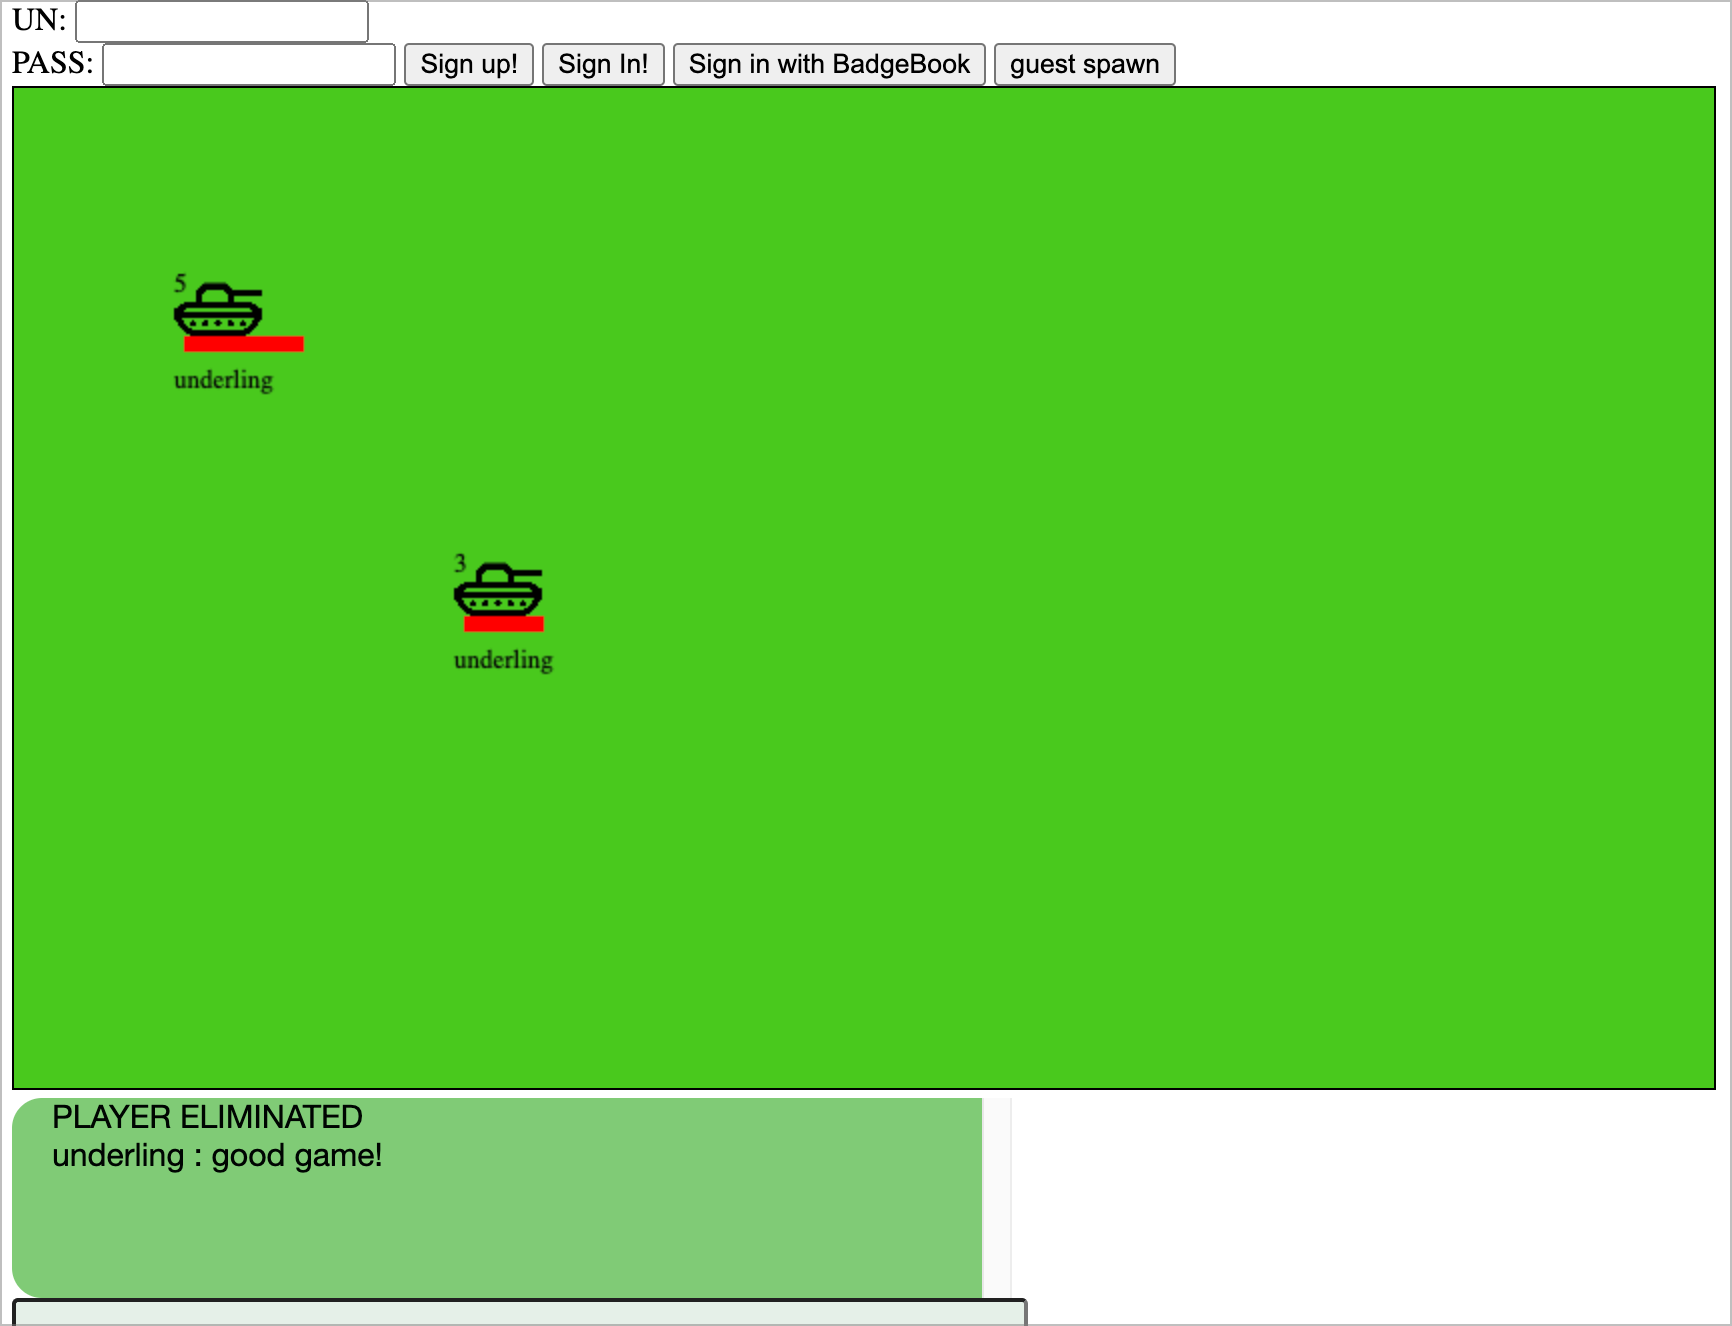 UN:
PASS: Sign up! Sign In! Sign in with BadgeBook guest spawn
5
underling
3
underling
PLAYER ELIMINATED
underling : good game!